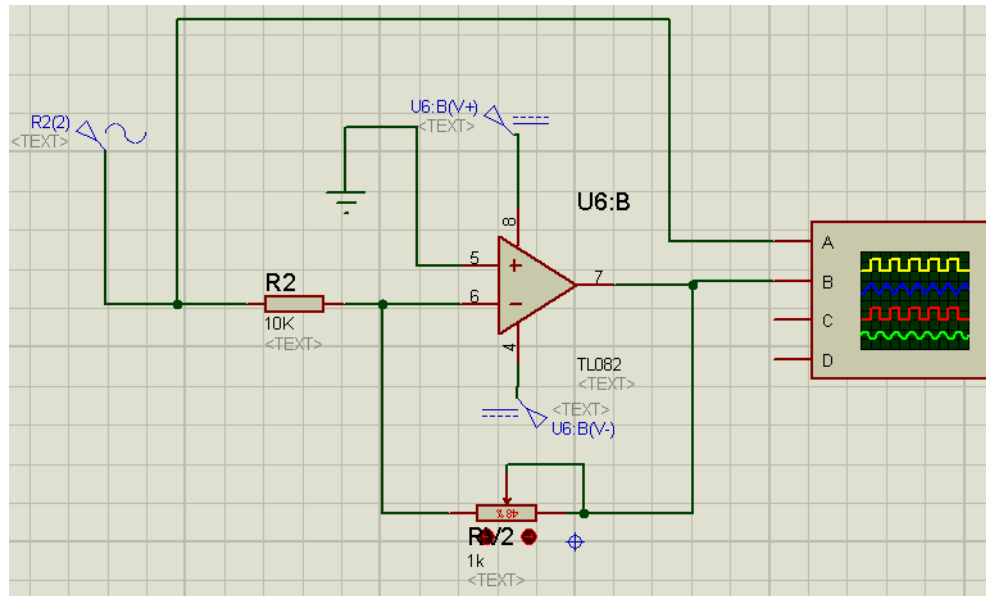 R2(2)
<TEXT>
U6:B(V+)
<TEXT>
U6:B
8
5
+
7
R2
6
−
10K
<TEXT>
4
TL082
<TEXT>
<TEXT>
U6:B(V-)
A
B
C
D
48%
RV2
1k
<TEXT>